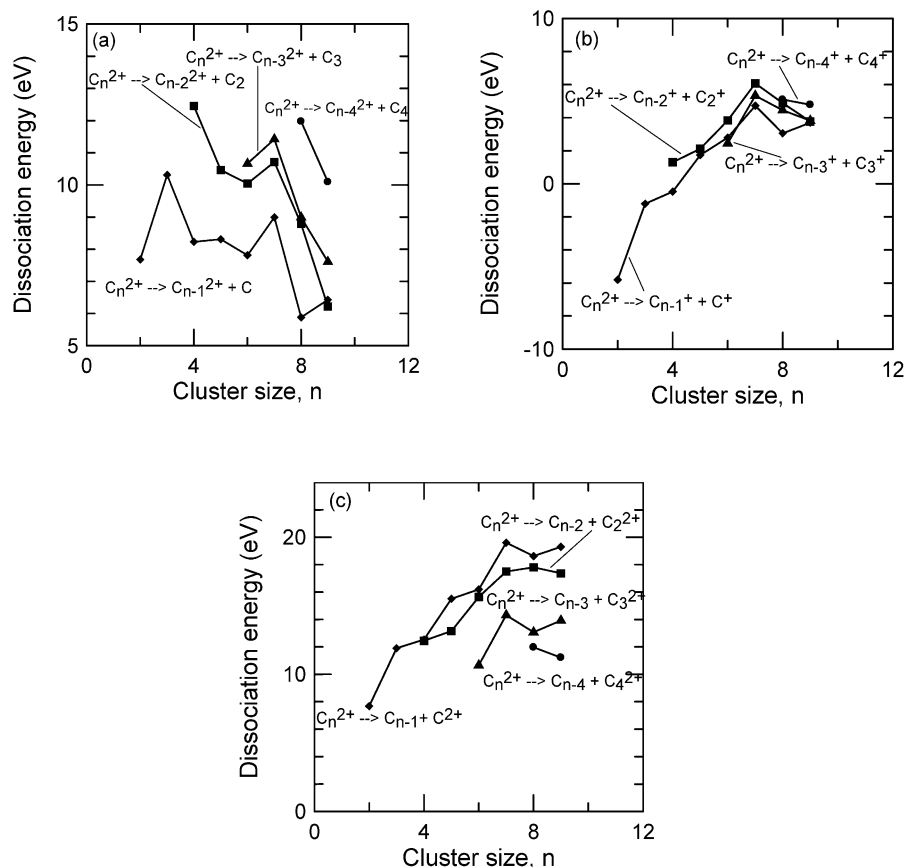 (a)
Cn2+ --> Cn-32+ + C3
Cn2+ --> Cn-22+ + C2
Cn2+ --> Cn-42+ + C4
Cn2+ --> Cn-12+ + C
Dissociation energy (eV)
15
10
5
0
4
8
12
Cluster size, n
(b)
Cn2+ --> Cn-4+ + C4+
Cn2+ --> Cn-2+ + C2+
Cn2+ --> Cn-3+ + C3+
Cn2+ --> Cn-1+ + C+
Dissociation energy (eV)
10
0
-10
0
4
8
12
Cluster size, n
(c)
Cn2+ --> Cn-2 + C22+
Cn2+ --> Cn-3 + C32+
Cn2+ --> Cn-4 + C42+
Cn2+ --> Cn-1+ C2+
Dissociation energy (eV)
20
10
0
0
4
8
12
Cluster size, n